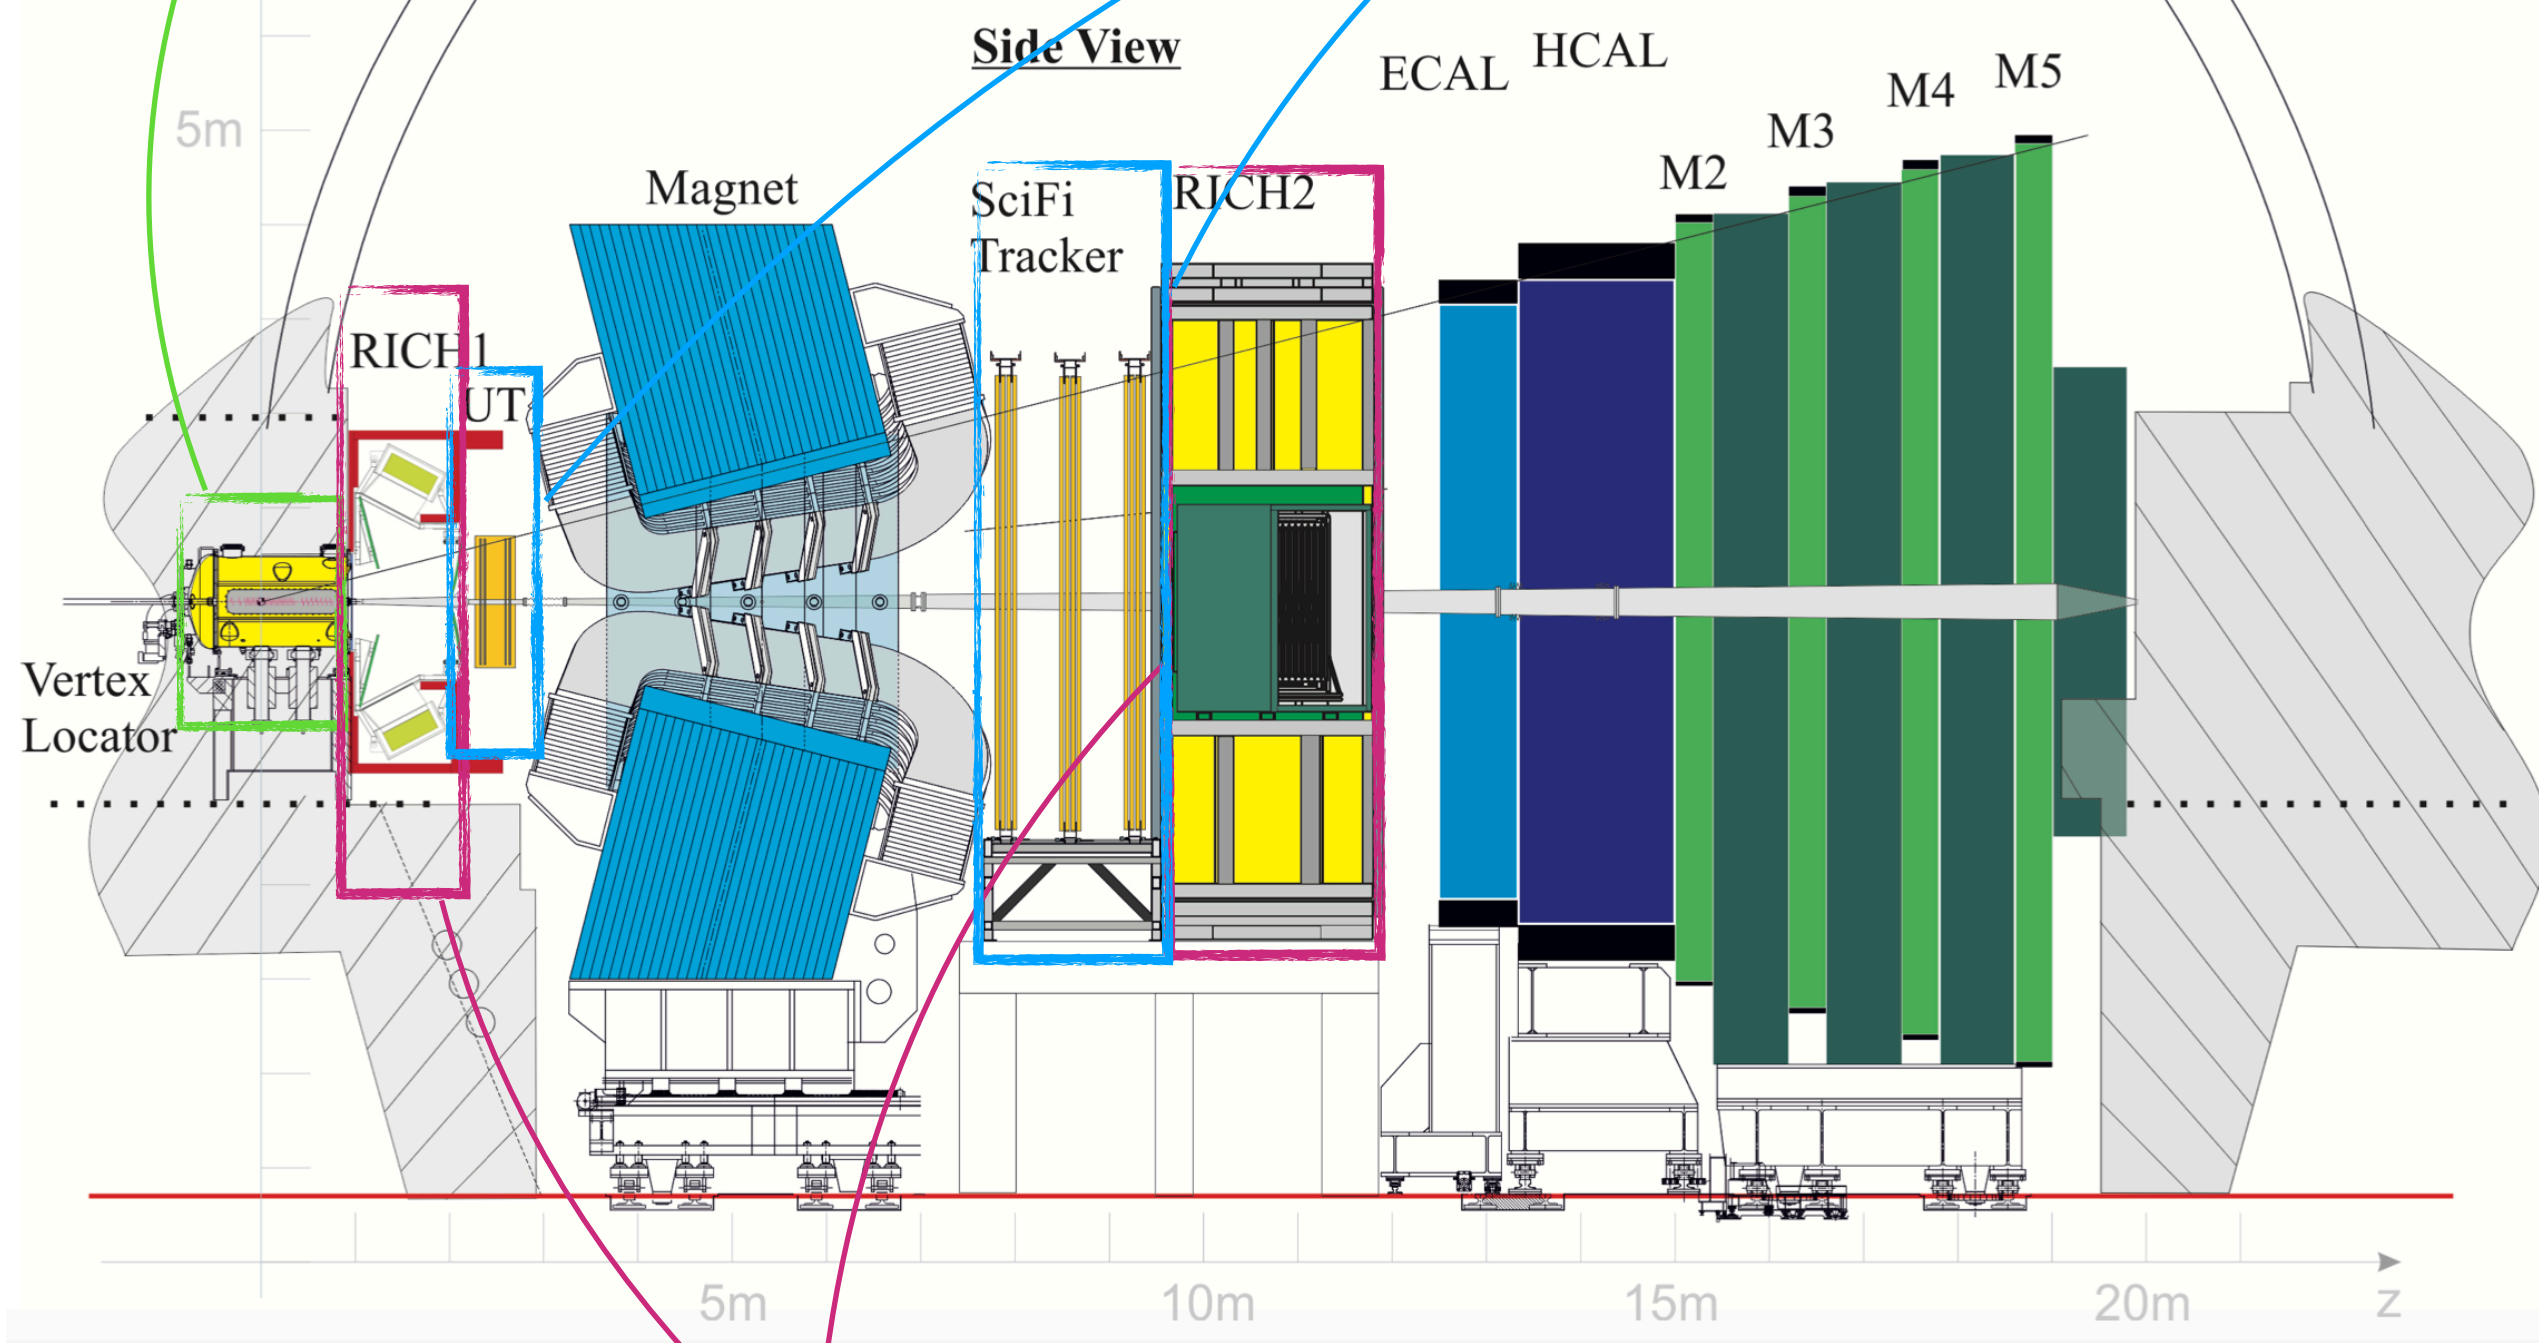 Side View
ECAL
HCAL
M2
M3
M4
M5
5m
Magnet
SciFi
Tracker
RICH2
RICH1
UT
Vertex
Locator
5m
10m
15m
20m
z